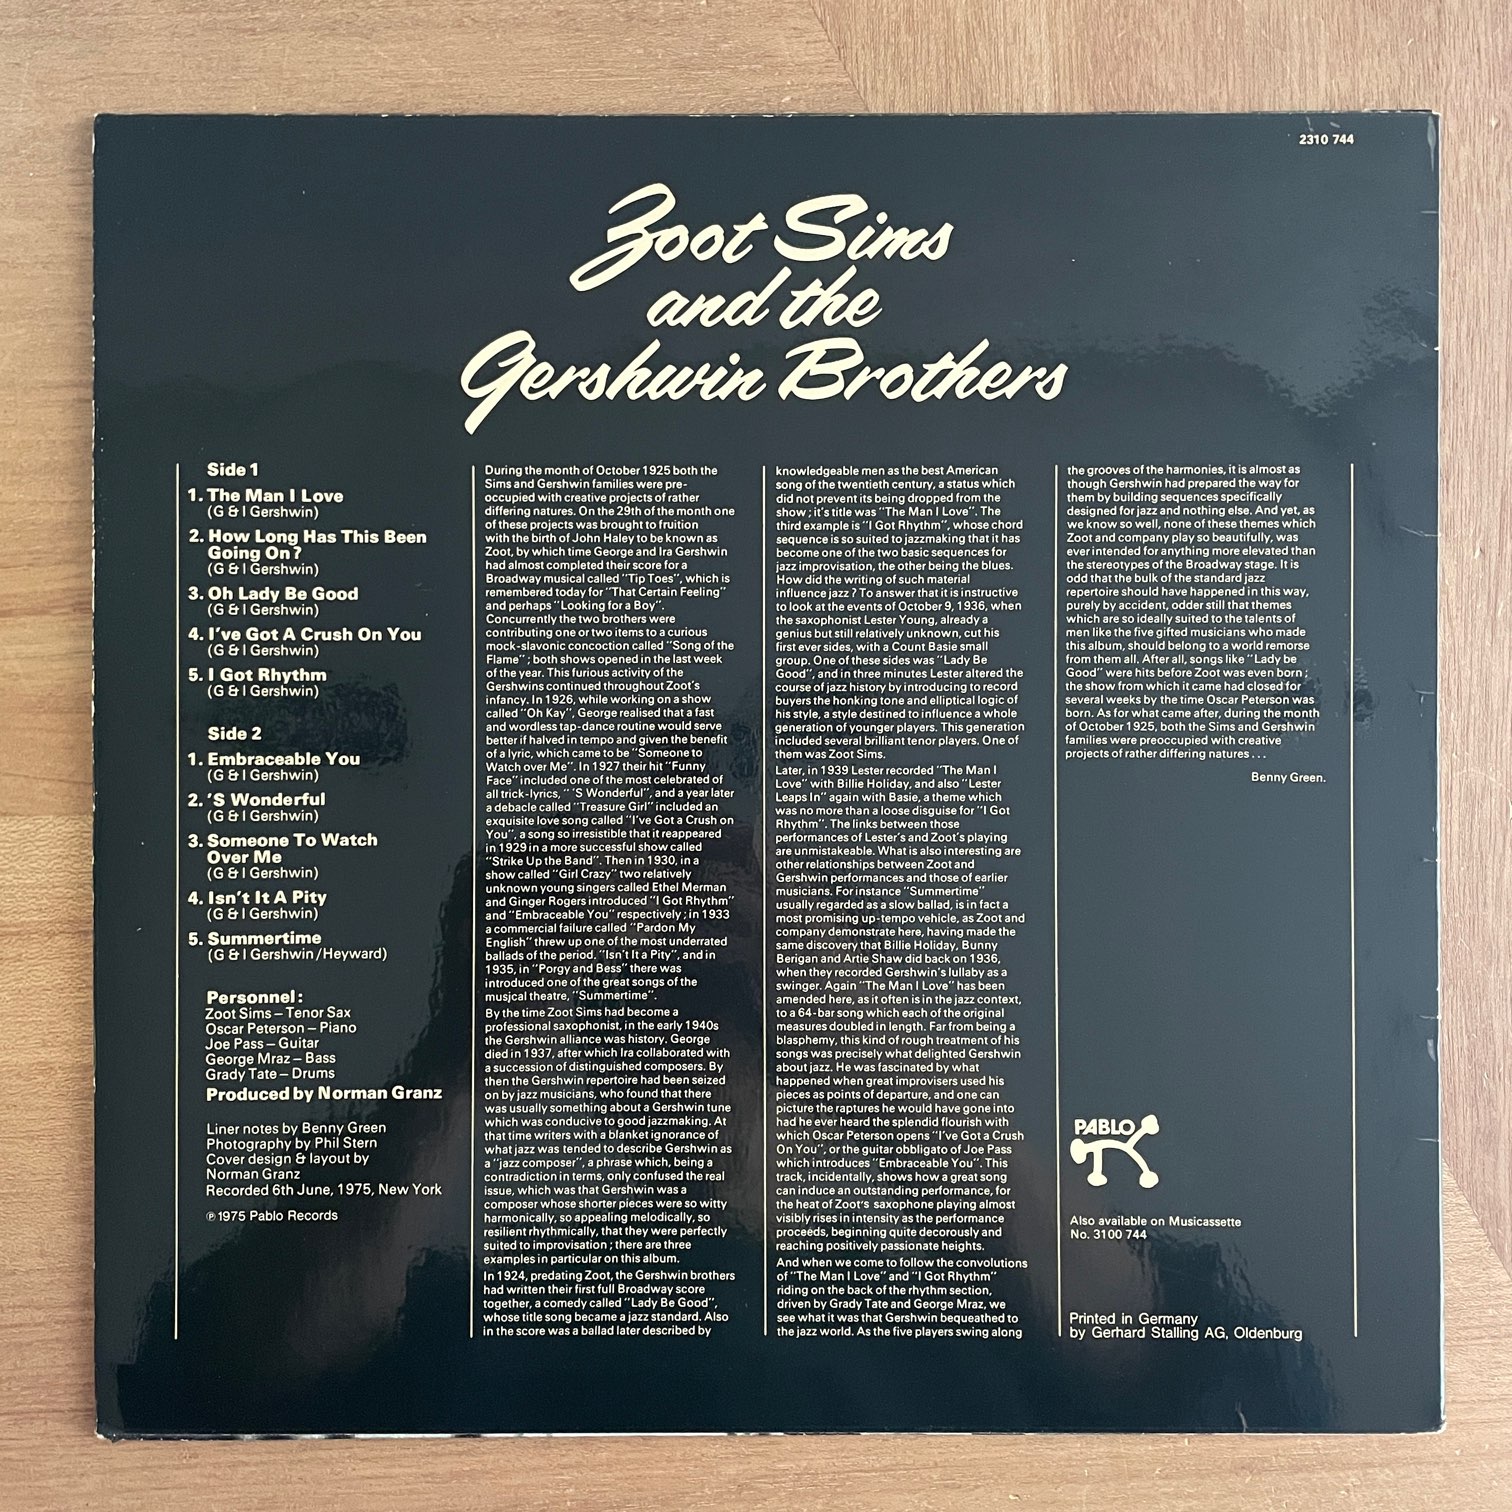 2310 744
Zoot Sims
and the
Gershwin Brothers
Side 1
1. The Man I Love
(G & I Gershwin)
2. How Long Has This Been
Going On?
(G & I Gershwin)
3. Oh Lady Be Good
(G & I Gershwin)
4. I've Got A Crush On You
(G & I Gershwin)
5. I Got Rhythm
(G & I Gershwin)
Side 2
1. Embraceable You
(G & I Gershwin)
2. 'S Wonderful
(G & I Gershwin)
3. Someone To Watch
Over Me
(G & I Gershwin)
4. Isn't It A Pity
(G & I Gershwin)
5. Summertime
(G & I Gershwin/Heyward)
Personnel:
Zoot Sims – Tenor Sax
Oscar Peterson – Piano
Joe Pass – Guitar
George Mraz – Bass
Grady Tate – Drums
Produced by Norman Granz
Liner notes by Benny Green
Photography by Phil Stern
Cover design & layout by
Norman Granz
Recorded 6th June, 1975, New York
℗ 1975 Pablo Records
During the month of October 1925 both the
Sims and Gershwin families were pre-
occupied with creative projects of rather
differing natures. On the 29th of the month one
of these projects was brought to fruition
with the birth of John Haley to be known as
Zoot, by which time George and Ira Gershwin
had almost completed their score for a
Broadway musical called "Tip Toes", which is
remembered today for "That Certain Feeling"
and perhaps "Looking for a Boy".
Concurrently the two brothers were
contributing one or two items to a curious
mock-slavonic concoction called "Song of the
Flame"; both shows opened in the last week
of the year. This furious activity of the
Gershwins continued throughout Zoot's
infancy. In 1926, while working on a show
called "Oh Kay", George realised that a fast
and wordless tap-dance routine would serve
better if halved in tempo and given the benefit
of a lyric, which came to be "Someone to
Watch over Me". In 1927 their hit "Funny
Face" included one of the most celebrated of
all trick-lyrics, "'S Wonderful", and a year later
a debacle called "Treasure Girl" included an
exquisite love song called "I've Got a Crush on
You", a song so irresistible that it reappeared
in 1929 in a more successful show called
"Strike Up the Band". Then in 1930, in a
show called "Girl Crazy" two relatively
unknown young singers called Ethel Merman
and Ginger Rogers introduced "I Got Rhythm"
and "Embraceable You" respectively; in 1933
a commercial failure called "Pardon My
English" threw up one of the most underrated
ballads of the period. "Isn't It a Pity", and in
1935, in "Porgy and Bess" there was
introduced one of the great songs of the
musical theatre, "Summertime".
By the time Zoot Sims had become a
professional saxophonist, in the early 1940s
the Gershwin alliance was history. George
died in 1937, after which Ira collaborated with
a succession of distinguished composers. By
then the Gershwin repertoire had been seized
on by jazz musicians, who found that there
was usually something about a Gershwin tune
which was conducive to good jazzmaking. At
that time writers with a blanket ignorance of
what jazz was tended to describe Gershwin as
a "jazz composer", a phrase which, being a
contradiction in terms, only confused the real
issue, which was that Gershwin was a
composer whose shorter pieces were so witty
harmonically, so appealing melodically, so
resilient rhythmically, that they were perfectly
suited to improvisation; there are three
examples in particular on this album.
In 1924, predating Zoot, the Gershwin brothers
had written their first full Broadway score
together, a comedy called "Lady Be Good",
whose title song became a jazz standard. Also
in the score was a ballad later described by
knowledgeable men as the best American
song of the twentieth century, a status which
did not prevent its being dropped from the
show; it's title was "The Man I Love". The
third example is "I Got Rhythm", whose chord
sequence is so suited to jazzmaking that it has
become one of the two basic sequences for
jazz improvisation, the other being the blues.
How did the writing of such material
influence jazz? To answer that it is instructive
to look at the events of October 9, 1936, when
the saxophonist Lester Young, already a
genius but still relatively unknown, cut his
first ever sides, with a Count Basie small
group. One of these sides was "Lady Be
Good", and in three minutes Lester altered the
course of jazz history by introducing to record
buyers the honking tone and elliptical logic of
his style, a style destined to influence a whole
generation of younger players. This generation
included several brilliant tenor players. One of
them was Zoot Sims.
Later, in 1939 Lester recorded "The Man I
Love" with Billie Holiday, and also "Lester
Leaps In" again with Basie, a theme which
was no more than a loose disguise for "I Got
Rhythm". The links between those
performances of Lester's and Zoot's playing
are unmistakeable. What is also interesting are
other relationships between Zoot and
Gershwin performances and those of earlier
musicians. For instance "Summertime"
usually regarded as a slow ballad, is in fact a
most promising up-tempo vehicle, as Zoot and
company demonstrate here, having made the
same discovery that Billie Holiday, Bunny
Berigan and Artie Shaw did back on 1936,
when they recorded Gershwin's lullaby as a
swinger. Again "The Man I Love" has been
amended here, as it often is in the jazz context,
to a 64-bar song which each of the original
measures doubled in length. Far from being a
blasphemy, this kind of rough treatment of his
songs was precisely what delighted Gershwin
about jazz. He was fascinated by what
happened when great improvisers used his
pieces as points of departure, and one can
picture the raptures he would have gone into
had he ever heard the splendid flourish with
which Oscar Peterson opens "I've Got a Crush
On You", or the guitar obbligato of Joe Pass
which introduces "Embraceable You". This
track, incidentally, shows how a great song
can induce an outstanding performance, for
the heat of Zoot's saxophone playing almost
visibly rises in intensity as the performance
proceeds, beginning quite decorously and
reaching positively passionate heights.
And when we come to follow the convolutions
of "The Man I Love" and "I Got Rhythm"
riding on the back of the rhythm section,
driven by Grady Tate and George Mraz, we
see what it was that Gershwin bequeathed to
the jazz world. As the five players swing along
the grooves of the harmonies, it is almost as
though Gershwin had prepared the way for
them by building sequences specifically
designed for jazz and nothing else. And yet, as
we know so well, none of these themes which
Zoot and company play so beautifully, was
ever intended for anything more elevated than
the stereotypes of the Broadway stage. It is
odd that the bulk of the standard jazz
repertoire should have happened in this way,
purely by accident, odder still that themes
which are so ideally suited to the talents of
men like the five gifted musicians who made
this album, should belong to a world remorse
from them all. After all, songs like "Lady be
Good" were hits before Zoot was even born;
the show from which it came had closed for
several weeks by the time Oscar Peterson was
born. As for what came after, during the month
of October 1925, both the Sims and Gershwin
families were preoccupied with creative
projects of rather differing natures ...
Benny Green.
PABLO
Also available on Musicassette
No. 3100 744
Printed in Germany
by Gerhard Stalling AG, Oldenburg